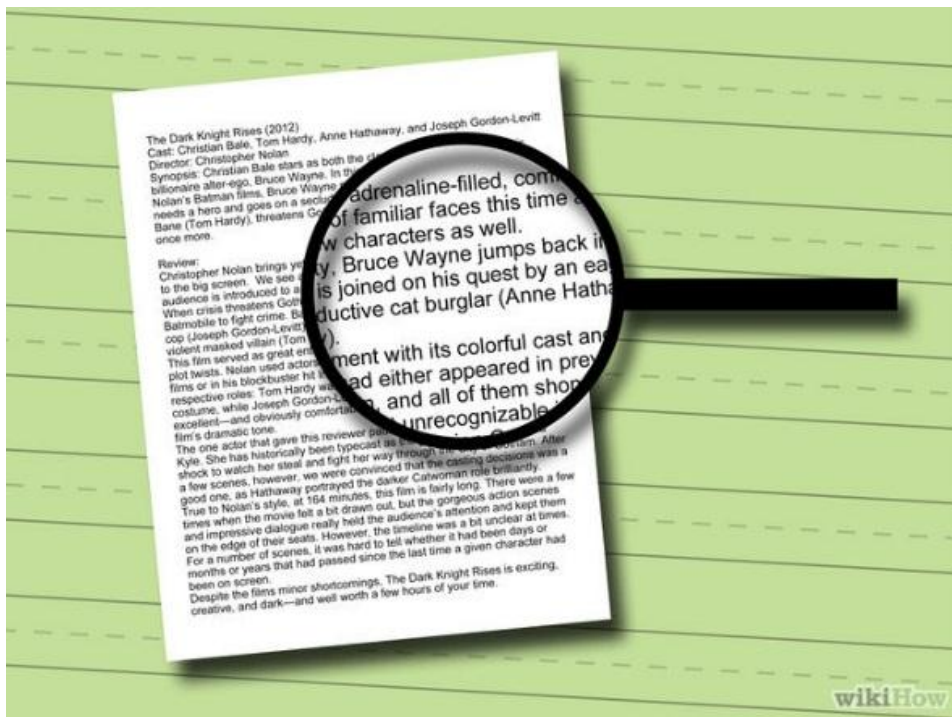 The Dark Knight Rises (2012)
Cast: Christian Bale, Tom Hardy, Anne Hathaway, and Joseph Gordon-Levitt
Director: Christopher Nolan
Synopsis: Christian Bale stars as both the
billionaire alter-ego, Bruce Wayne. In this
Nolan's Batman films, Bruce Wayne
needs a hero and goes on a
Bane (Tom Hardy), threatens
once more.
Review:
Christopher Nolan brings
to the big screen. We see
audience is introduced to a
When crisis threatens
Batmobile to fight crime.
cop (Joseph Gordon-Levitt)
violent masked villain (Tom
This film served as great
plot twists. Nolan used actors
films or in his blockbuster hit
respective roles: Tom Hardy
costume, while Joseph
excellent—and obviously
film's dramatic tone.
adrenaline-filled,
of familiar faces this time
characters as well.
Bruce Wayne jumps back
is joined on his quest by an
cat burglar (Anne
with its colorful cast
either appeared in
and all of them
unrecognizable
The one actor that gave this reviewer
Kyle. She has historically been typecast as
After
shock to watch her steal and fight her way through the
a few scenes, however, we were convinced that the casting decisions was a
good one, as Hathaway portrayed the darker Catwoman role brilliantly.
True to Nolan's style, at 164 minutes, this film is fairly long. There were a few
times when the movie felt a bit drawn out, but the gorgeous action scenes
and impressive dialogue really held the audience's attention and kept them
on the edge of their seats. However, the timeline was a bit unclear at times.
For a number of scenes, it was hard to tell whether it had been days or
months or years that had passed since the last time a given character had
been on screen.
Despite the films minor shortcomings, The Dark Knight Rises is exciting,
creative, and dark—and well worth a few hours of your time.
wikiHow